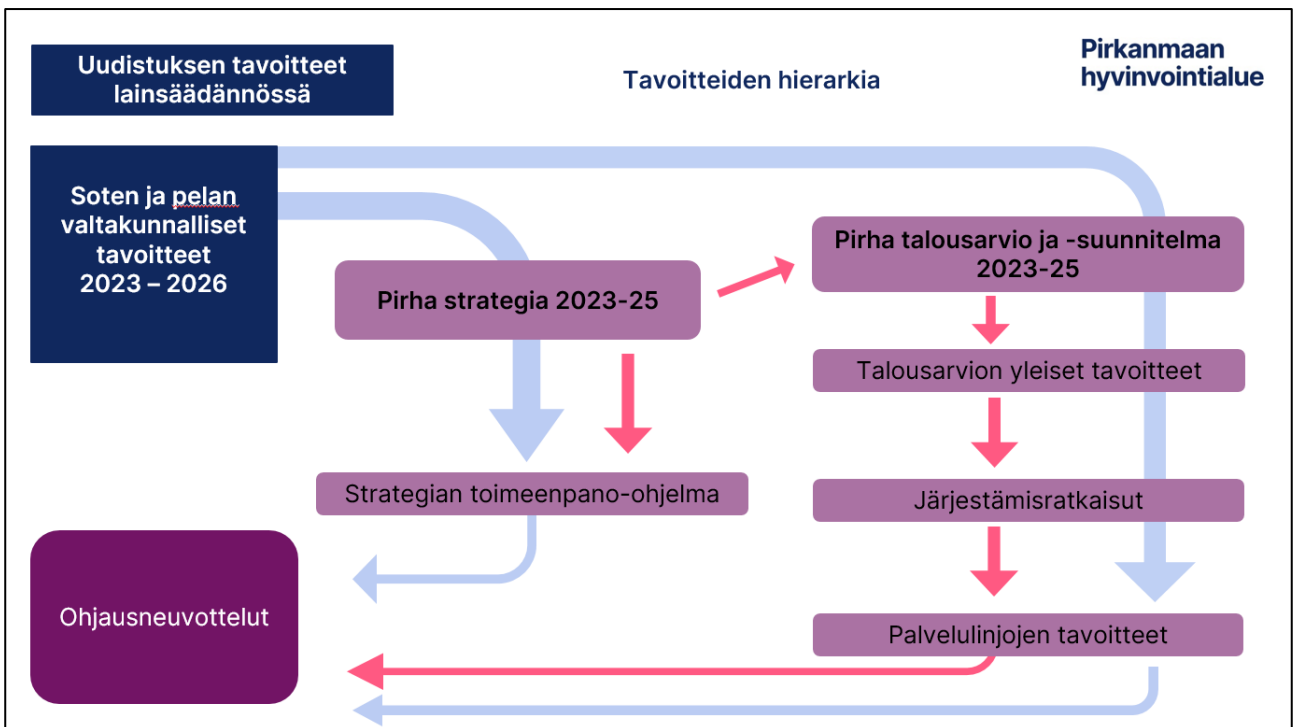 Uudistuksen tavoitteet
lainsäädännössä
Tavoitteiden hierarkia
Pirkanmaan
hyvinvointialue
Soten ja pelan
valtakunnalliset
tavoitteet
2023 – 2026
Pirha strategia 2023-25
Pirha talousarvio ja -suunnitelma
2023-25
Talousarvion yleiset tavoitteet
Strategian toimeenpano-ohjelma
Järjestämisratkaisut
Ohjausneuvottelut
Palvelulinjojen tavoitteet